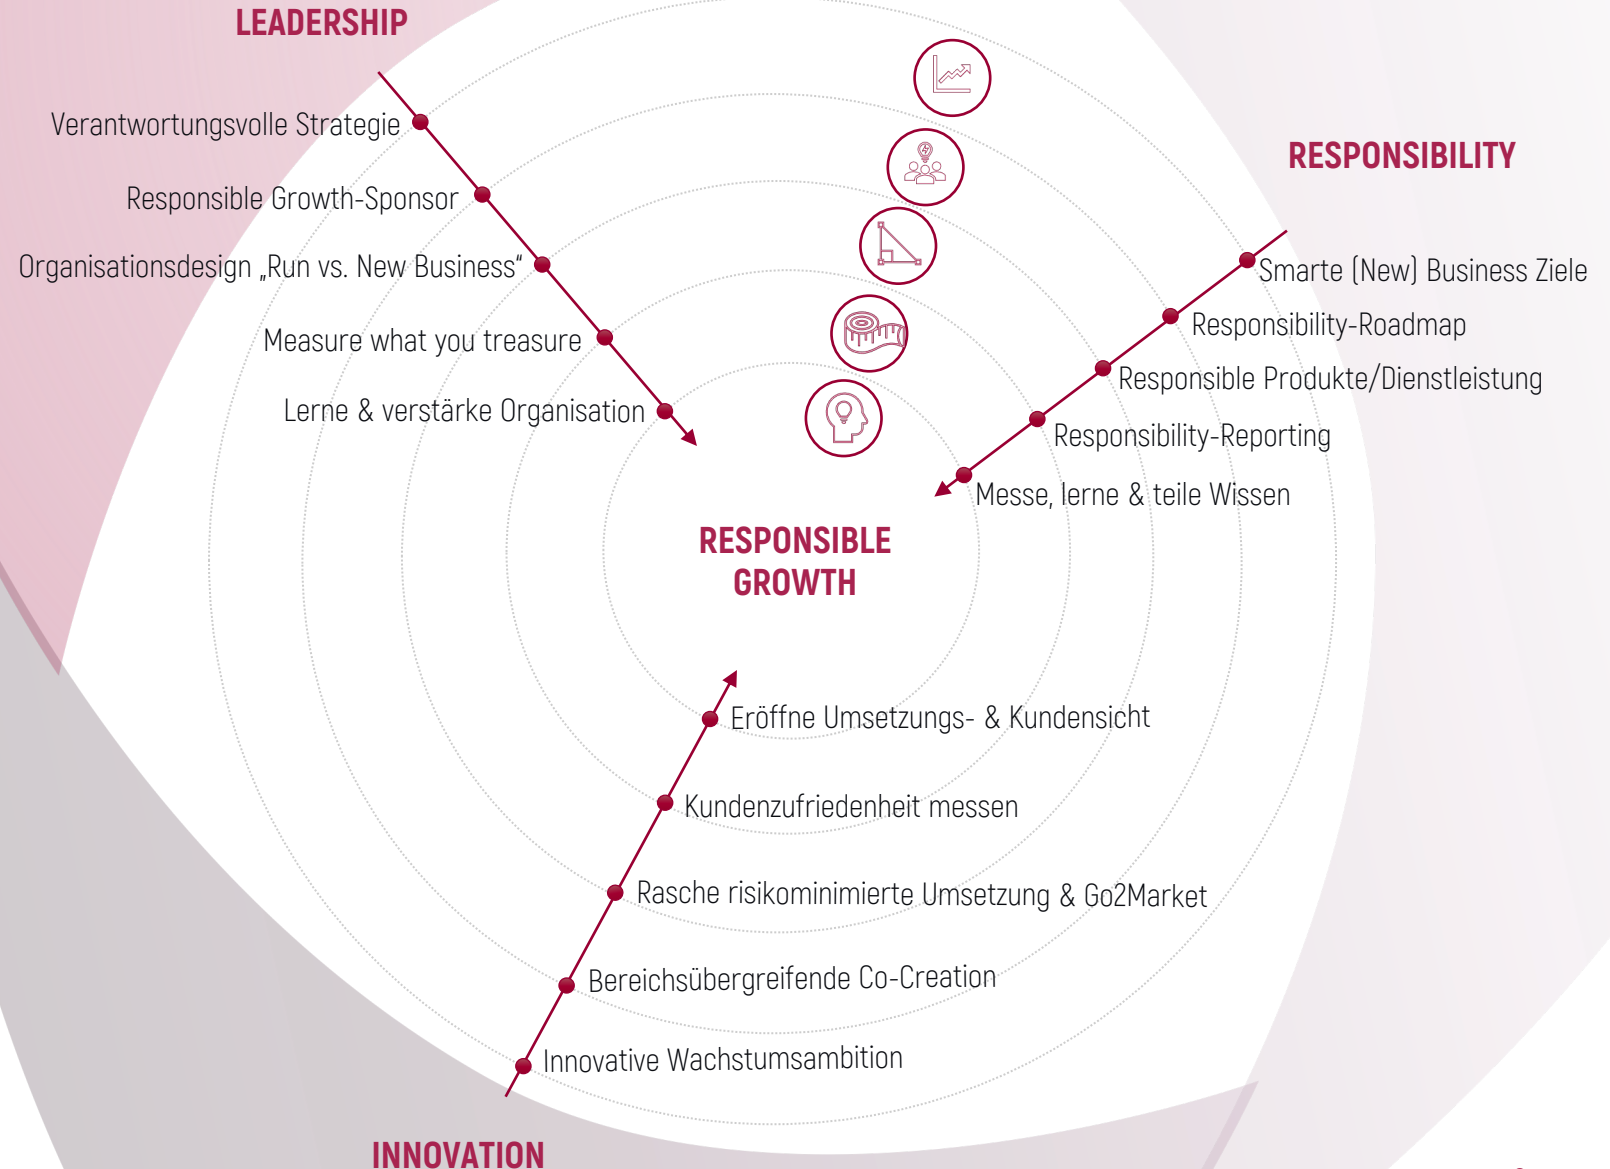 LEADERSHIP
Verantwortungsvolle Strategie
Responsible Growth-Sponsor
Organisationsdesign „Run vs. New Business“
Measure what you treasure
Lerne & verstärke Organisation
RESPONSIBILITY
Smarte (New) Business Ziele
Responsibility-Roadmap
Responsible Produkte/Dienstleistung
Responsibility-Reporting
Messe, lerne & teile Wissen
RESPONSIBLE
GROWTH
Eröffne Umsetzungs- & Kundensicht
Kundenzufriedenheit messen
Rasche risikominimierte Umsetzung & Go2Market
Bereichsübergreifende Co-Creation
Innovative Wachstumsambition
INNOVATION